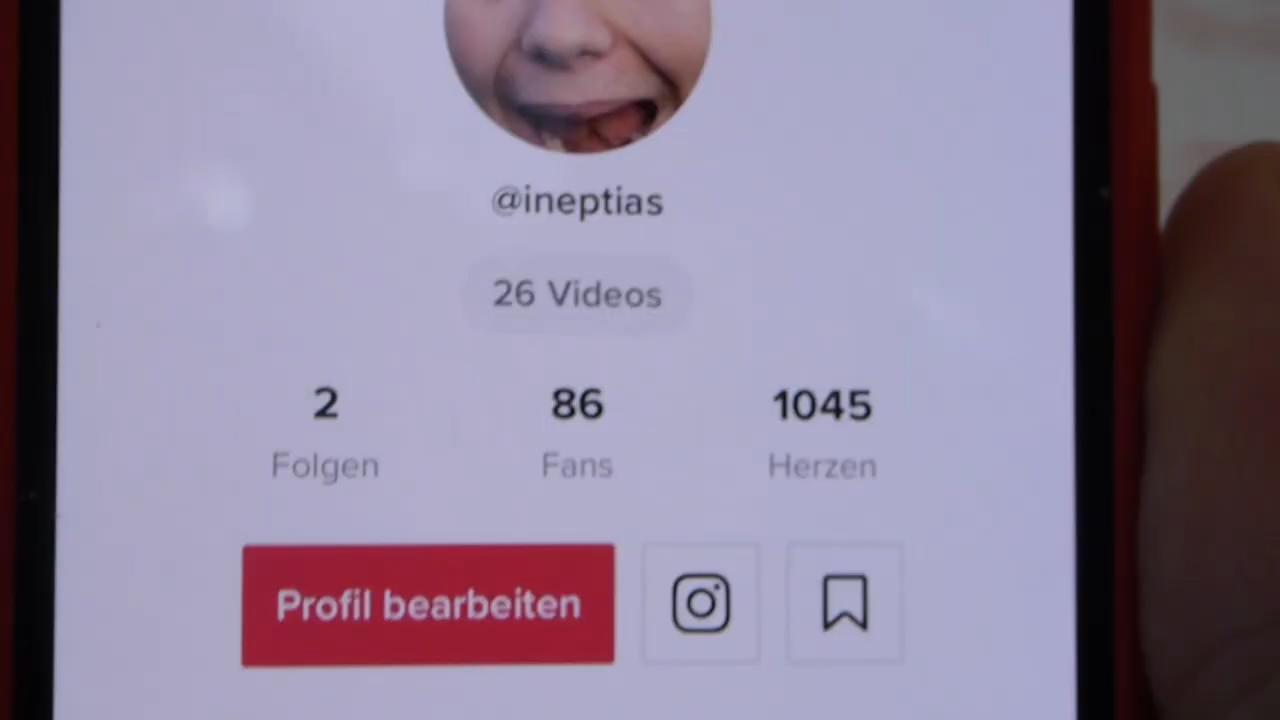 @ineptias
26 Videos
2 86 1045
Folgen Fans Herzen
Profil bearbeiten